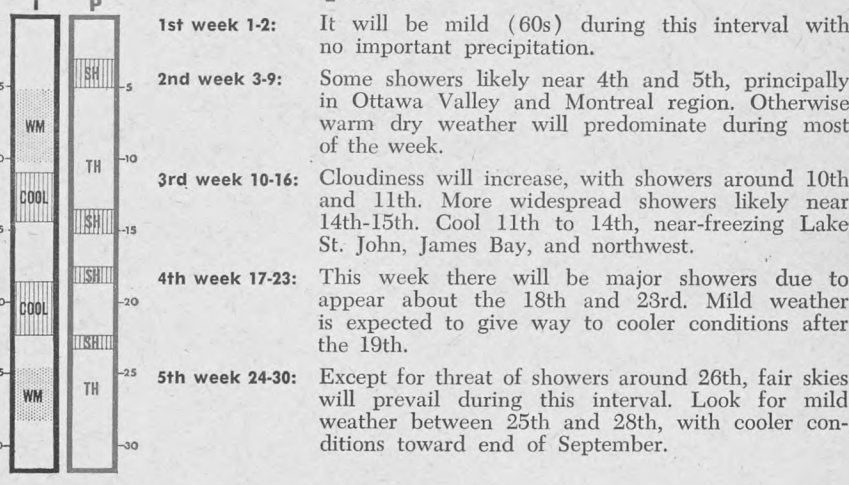 T P
1st week 1-2: It will be mild (60s) during this interval with
no important precipitation.
2nd week 3-9: Some showers likely near 4th and 5th, principally
in Ottawa Valley and Montreal region. Otherwise
warm dry weather will predominate during most
of the week.
3rd week 10-16: Cloudiness will increase, with showers around 10th
and 11th. More widespread showers likely near
14th-15th. Cool 11th to 14th, near-freezing Lake
St. John, James Bay, and northwest.
4th week 17-23: This week there will be major showers due to
appear about the 18th and 23rd. Mild weather
is expected to give way to cooler conditions after
the 19th.
5th week 24-30: Except for threat of showers around 26th, fair skies
will prevail during this interval. Look for mild
weather between 25th and 28th, with cooler con-
ditions toward end of September.
SH
5
WM
TH
10
COOL
SH
15
SH
20
COOL
SH
25
WM
TH
30